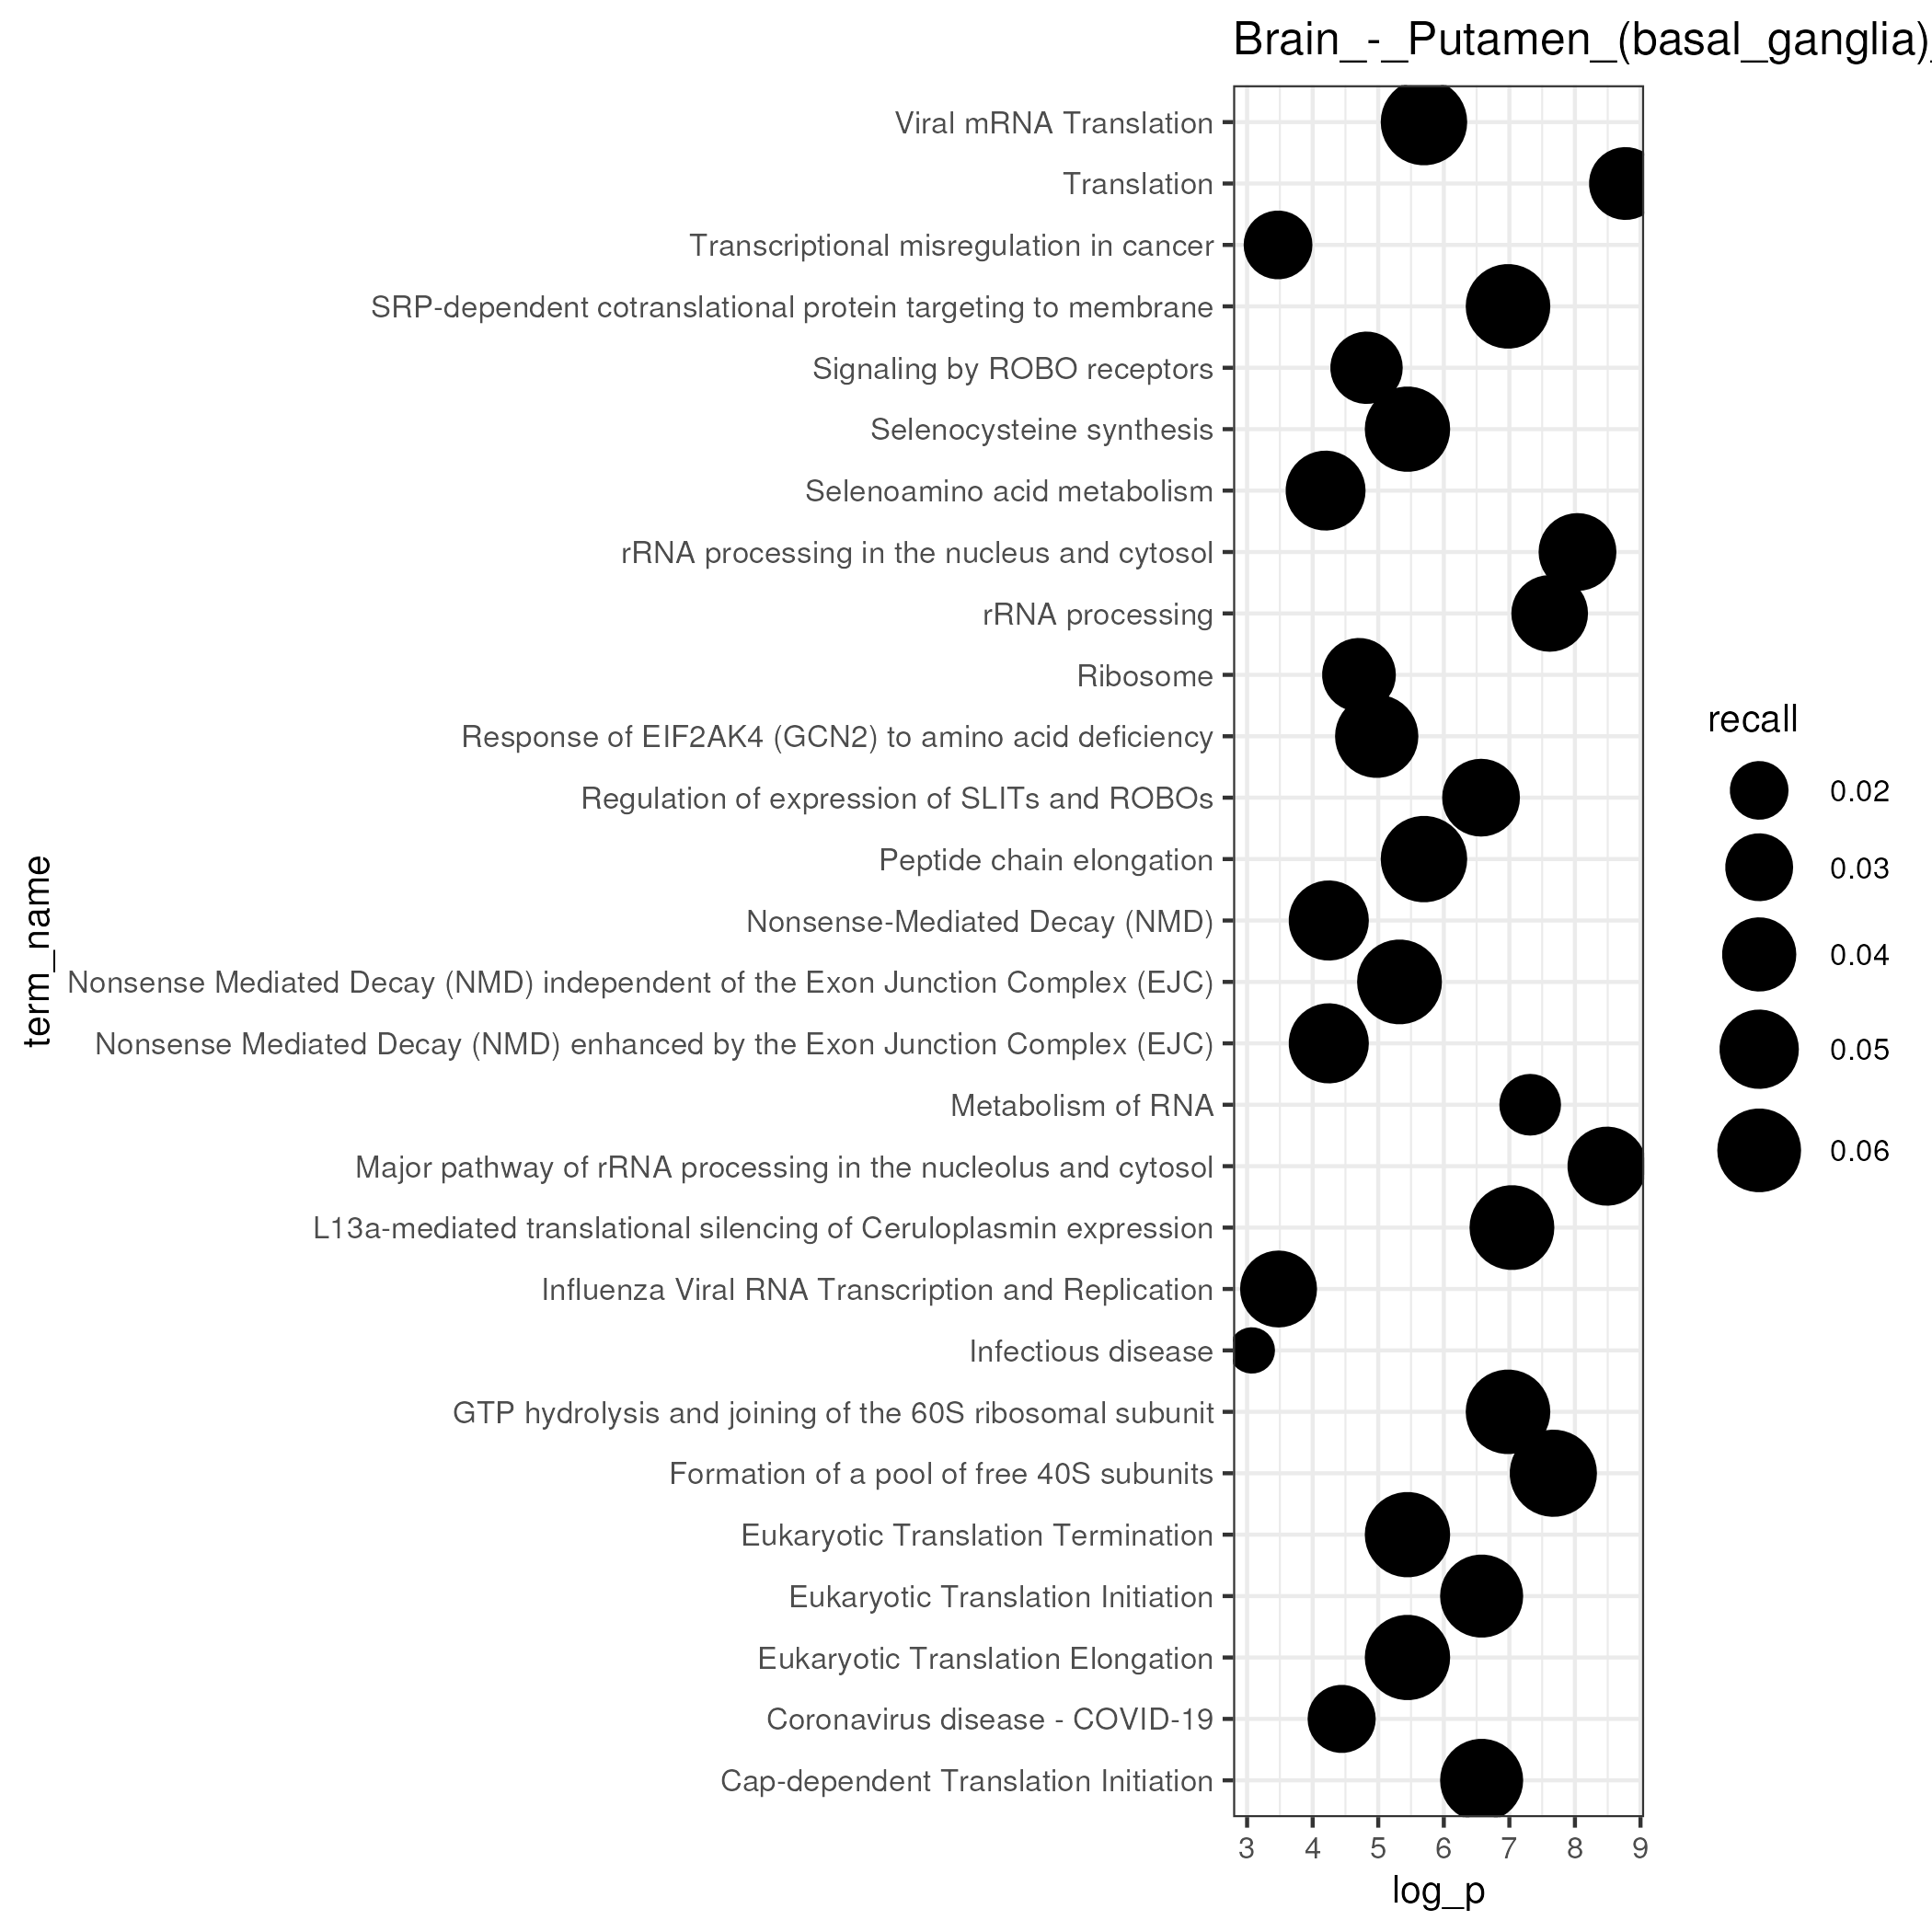 Brain_-_Putamen_(basal_ganglia)_
Viral mRNA Translation
Translation
Transcriptional misregulation in cancer
SRP-dependent cotranslational protein targeting to membrane
Signaling by ROBO receptors
Selenocysteine synthesis
Selenoamino acid metabolism
rRNA processing in the nucleus and cytosol
rRNA processing
Ribosome
Response of EIF2AK4 (GCN2) to amino acid deficiency
Regulation of expression of SLITs and ROBOs
Peptide chain elongation
Nonsense-Mediated Decay (NMD)
Nonsense Mediated Decay (NMD) independent of the Exon Junction Complex (EJC)
Nonsense Mediated Decay (NMD) enhanced by the Exon Junction Complex (EJC)
Metabolism of RNA
Major pathway of rRNA processing in the nucleolus and cytosol
L13a-mediated translational silencing of Ceruloplasmin expression
Influenza Viral RNA Transcription and Replication
Infectious disease
GTP hydrolysis and joining of the 60S ribosomal subunit
Formation of a pool of free 40S subunits
Eukaryotic Translation Termination
Eukaryotic Translation Initiation
Eukaryotic Translation Elongation
Coronavirus disease - COVID-19
Cap-dependent Translation Initiation
term_name
3 4 5 6 7 8 9
log_p
recall
0.02
0.03
0.04
0.05
0.06